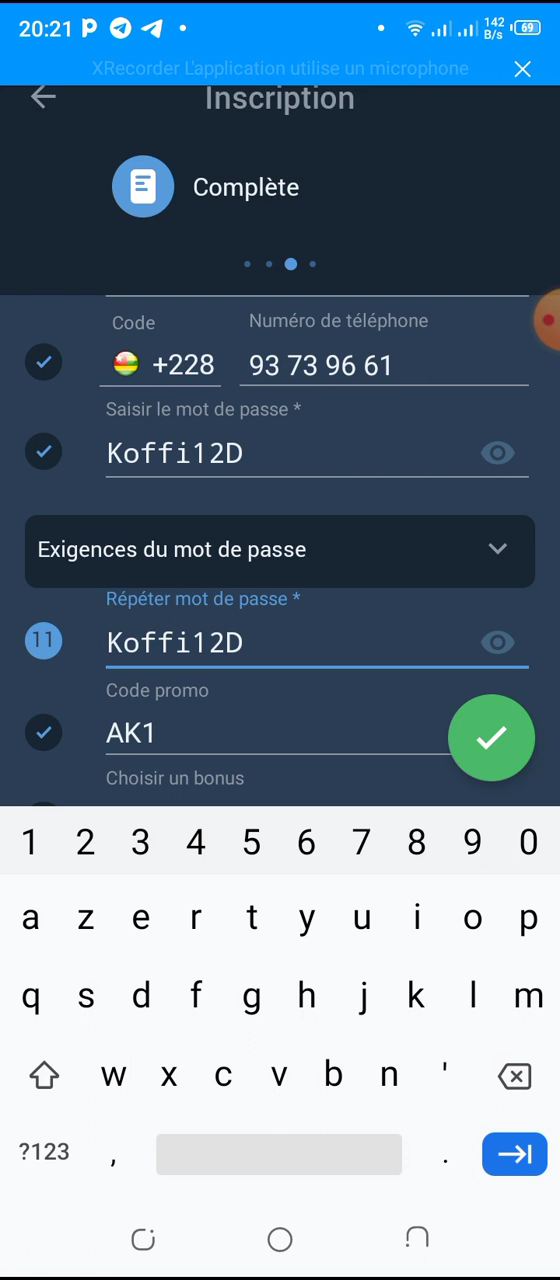 20:21
142
B/s
69
XRecorder L'application utilise un microphone
Inscription
Complète
Code
Numéro de téléphone
+228
93 73 96 61
Saisir le mot de passe *
Koffi12D
Exigences du mot de passe
Répéter mot de passe *
11
Koffi12D
Code promo
AK1
Choisir un bonus
1 2 3 4 5 6 7 8 9 0
a z e r t y u i o p
q s d f g h j k l m
w x c v b n '
?123 , .